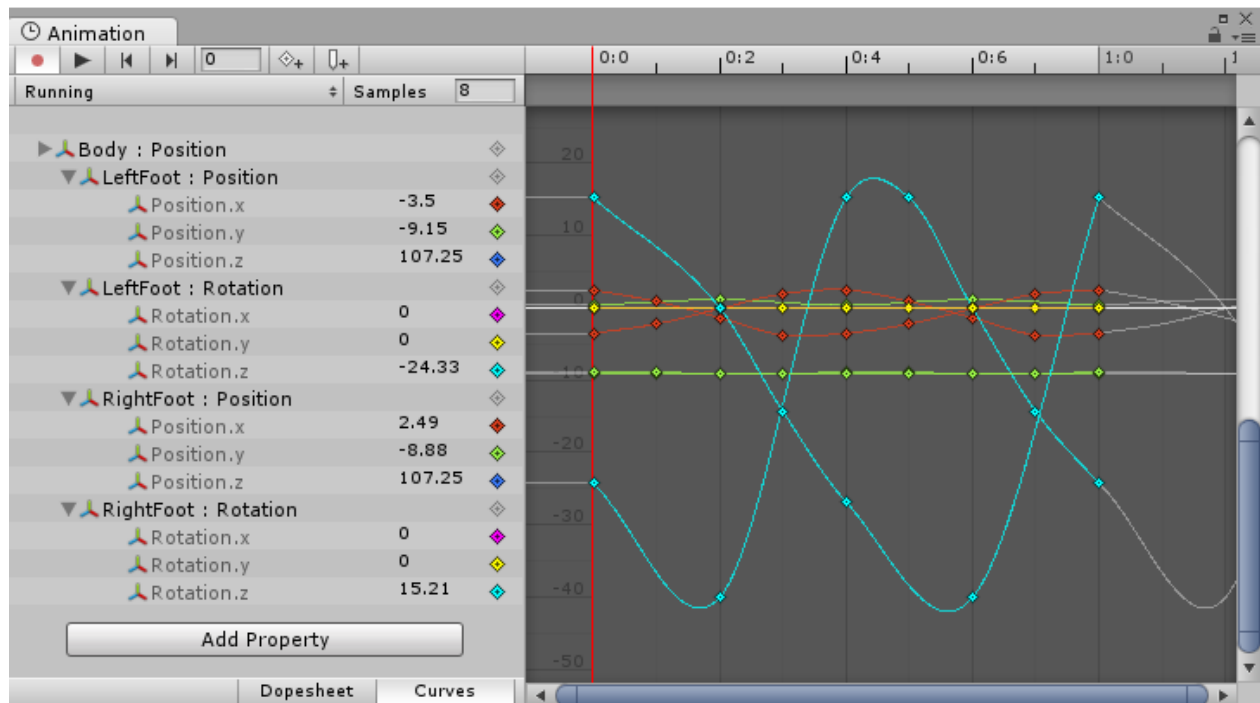 Animation
0 0:0 0:2 0:4 0:6 1:0 1
Running Samples 8
Body : Position
LeftFoot : Position
Position.x -3.5
Position.y -9.15
Position.z 107.25
LeftFoot : Rotation
Rotation.x 0
Rotation.y 0
Rotation.z -24.33
RightFoot : Position
Position.x 2.49
Position.y -8.88
Position.z 107.25
RightFoot : Rotation
Rotation.x 0
Rotation.y 0
Rotation.z 15.21
Add Property
Dopesheet Curves
20
10
0
-10
-20
-30
-40
-50